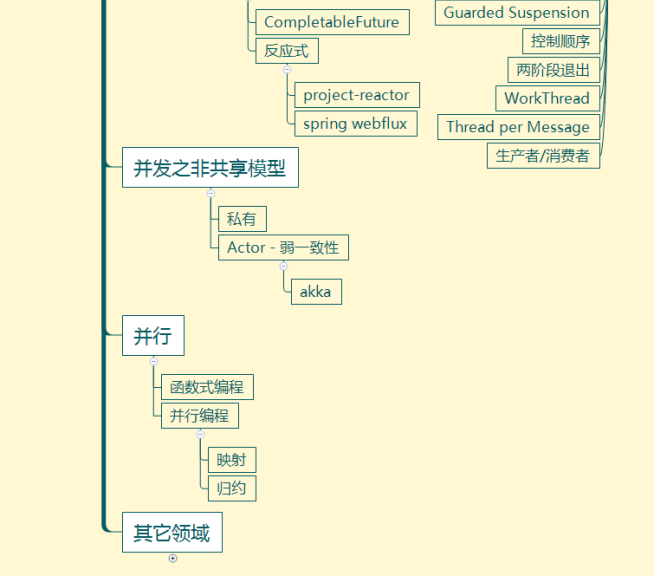 CompletableFuture
反应式
project-reactor
spring webflux
并发之非共享模型
私有
Actor - 弱一致性
akka
并行
函数式编程
并行编程
映射
归约
其它领域
Guarded Suspension
控制顺序
两阶段退出
WorkThread
Thread per Message
生产者/消费者